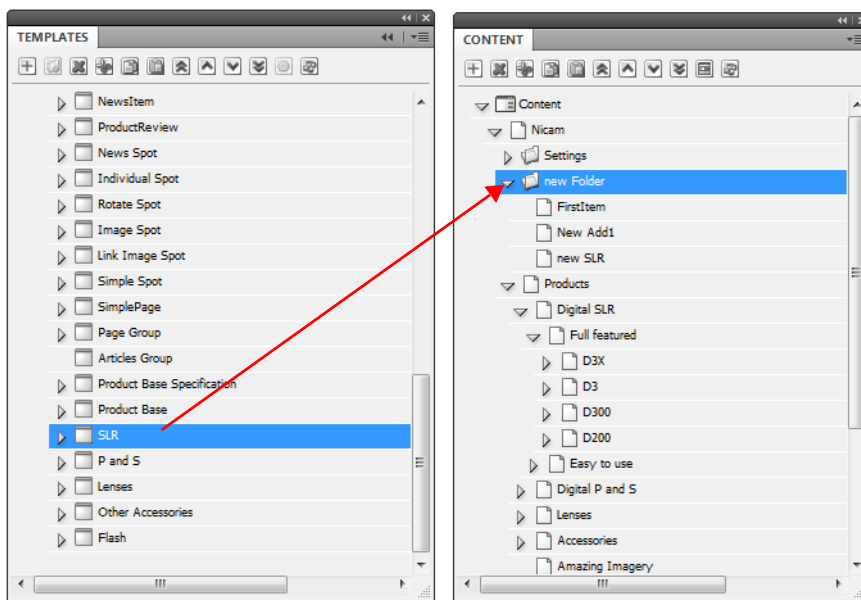 TEMPLATES
NewsItem
ProductReview
News Spot
Individual Spot
Rotate Spot
Image Spot
Link Image Spot
Simple Spot
SimplePage
Page Group
Articles Group
Product Base Specification
Product Base
SLR
P and S
Lenses
Other Accessories
Flash
CONTENT
Content
Nicam
Settings
new Folder
FirstItem
New Add1
new SLR
Products
Digital SLR
Full featured
D3X
D3
D300
D200
Easy to use
Digital P and S
Lenses
Accessories
Amazing Imagery